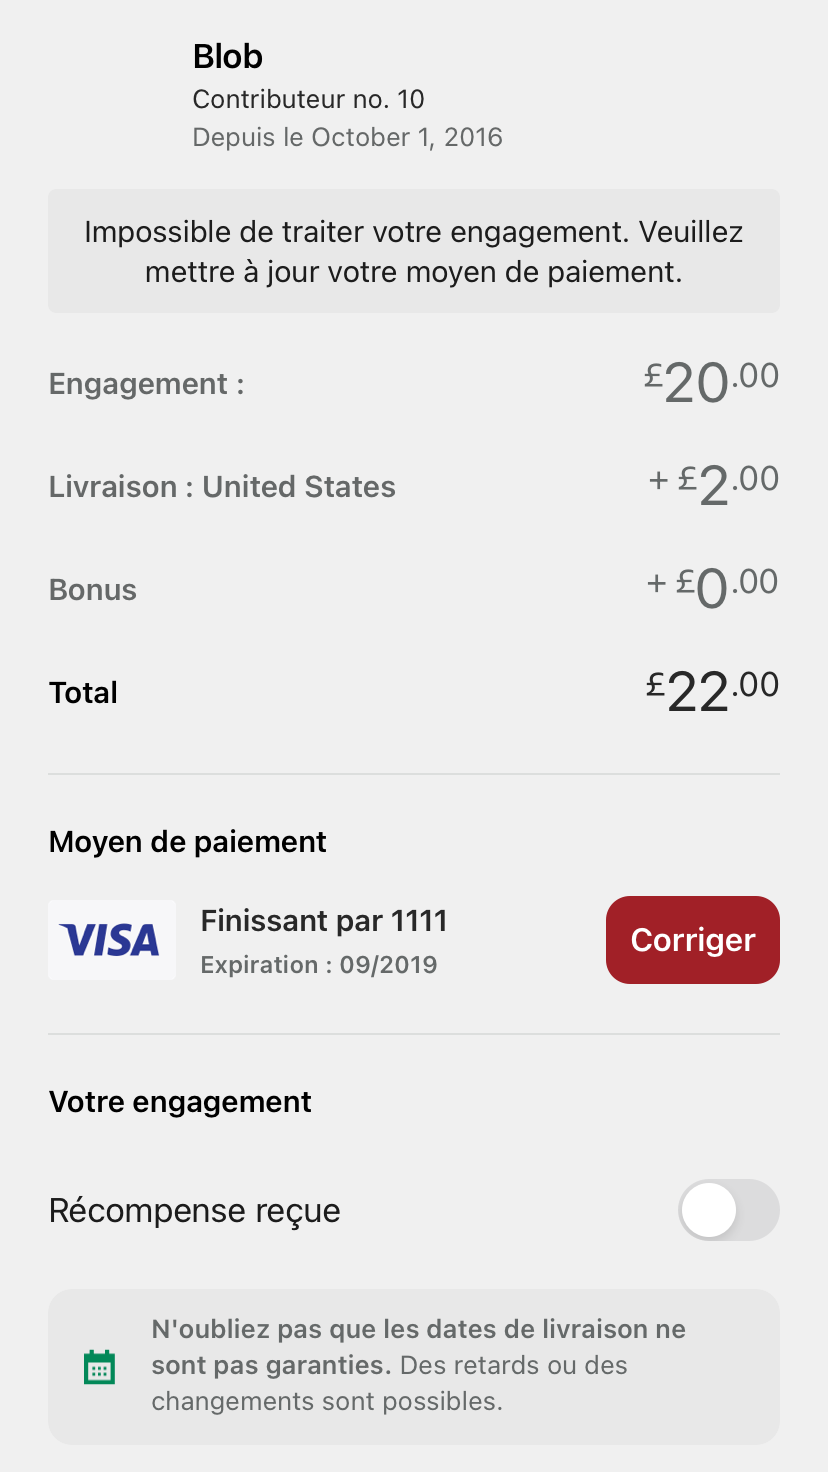 Blob
Contributeur no. 10
Depuis le October 1, 2016
Impossible de traiter votre engagement. Veuillez
mettre à jour votre moyen de paiement.
Engagement : £20.00
Livraison : United States + £2.00
Bonus + £0.00
Total £22.00
Moyen de paiement
VISA
Finissant par 1111
Expiration : 09/2019
Corriger
Votre engagement
Récompense reçue
N'oubliez pas que les dates de livraison ne
sont pas garanties. Des retards ou des
changements sont possibles.